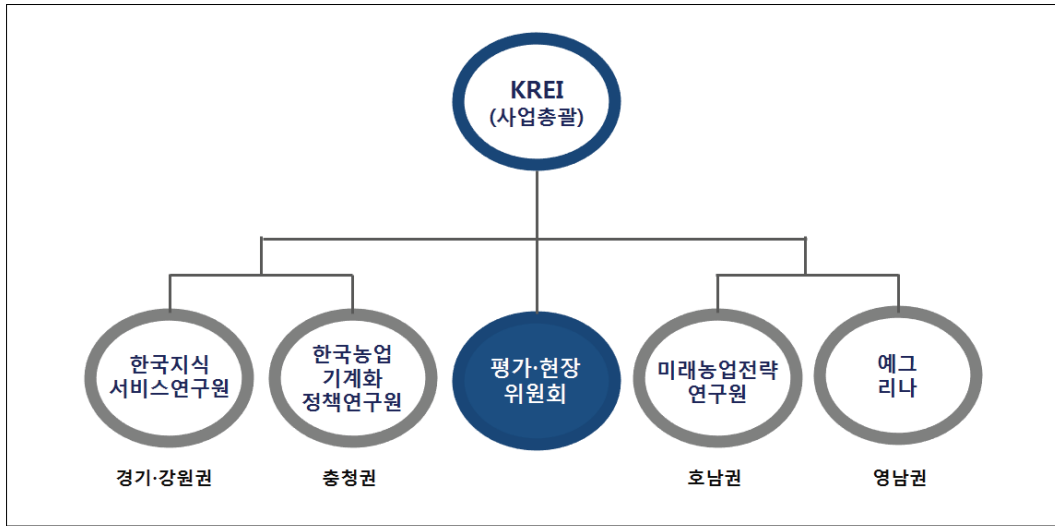 KREI
(사업총괄)
한국지식
서비스연구원
한국농업
기계화
정책연구원
평가·현장
위원회
미래농업전략
연구원
예그
리나
경기·강원권
충청권
호남권
영남권